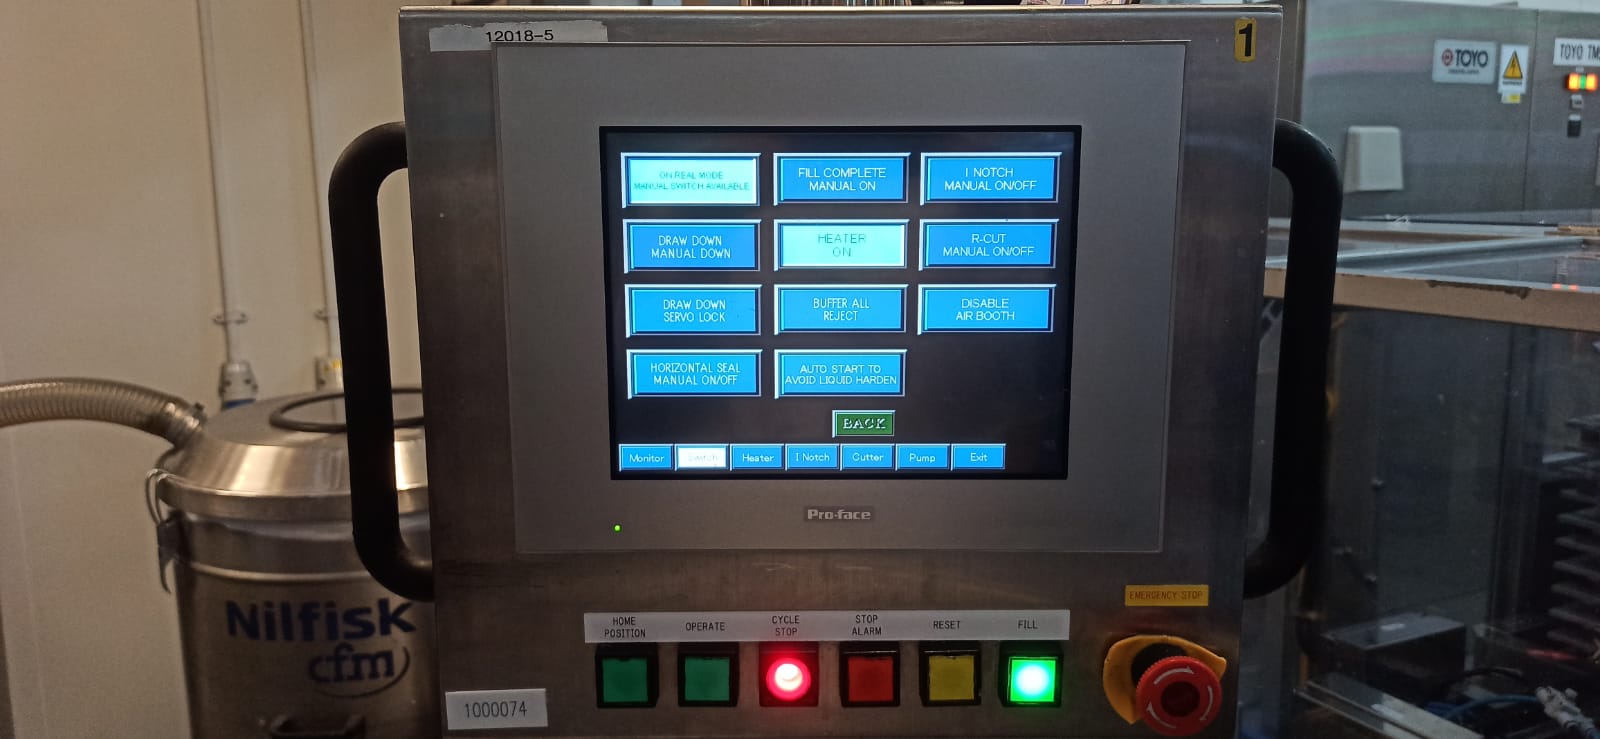 12018-5
1
TOYO
TOYO TM
ON REAL MODE
MANUAL SWITCH AVAILABLE
FILL COMPLETE
MANUAL ON
I NOTCH
MANUAL ON/OFF
DRAW DOWN
MANUAL DOWN
HEATER
ON
R-CUT
MANUAL ON/OFF
DRAW DOWN
SERVO LOCK
BUFFER ALL
REJECT
DISABLE
AIR BOOTH
HORIZONTAL SEAL
MANUAL ON/OFF
AUTO START TO
AVOID LIQUID HARDEN
BACK
Monitor
Switch
Heater
I Notch
Cutter
Pump
Exit
Pro-face
EMERGENCY STOP
HOME
POSITION
OPERATE
CYCLE
STOP
STOP
ALARM
RESET
FILL
Nilfisk
cfm
1000074